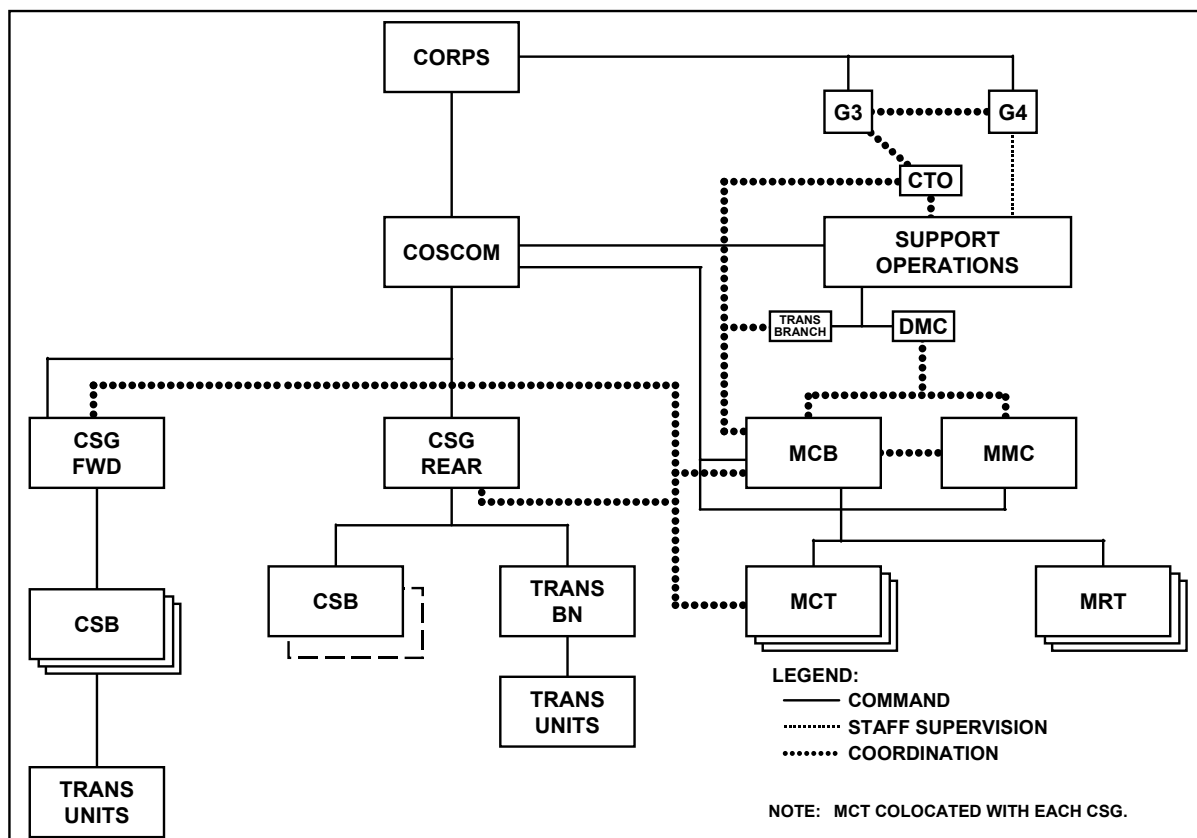 CORPS
G3
G4
CTO
COSCOM
SUPPORT
OPERATIONS
TRANS
BRANCH
DMC
CSG
FWD
CSG
REAR
MCB
MMC
CSB
CSB
TRANS
BN
MCT
MRT
TRANS
UNITS
TRANS
UNITS
LEGEND:
COMMAND
STAFF SUPERVISION
COORDINATION
NOTE: MCT COLOCATED WITH EACH CSG.